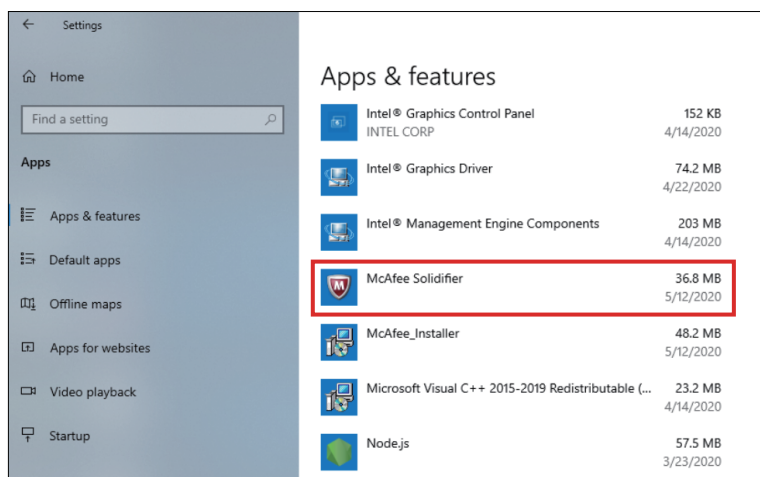 Settings
Home
Find a setting
Apps
Apps & features
Default apps
Offline maps
Apps for websites
Video playback
Startup
Apps & features
Intel® Graphics Control Panel 152 KB
INTEL CORP 4/14/2020
Intel® Graphics Driver 74.2 MB
4/22/2020
Intel® Management Engine Components 203 MB
4/14/2020
McAfee Solidifier 36.8 MB
5/12/2020
McAfee_Installer 48.2 MB
5/12/2020
Microsoft Visual C++ 2015-2019 Redistributable (... 23.2 MB
4/14/2020
Node.js 57.5 MB
3/23/2020